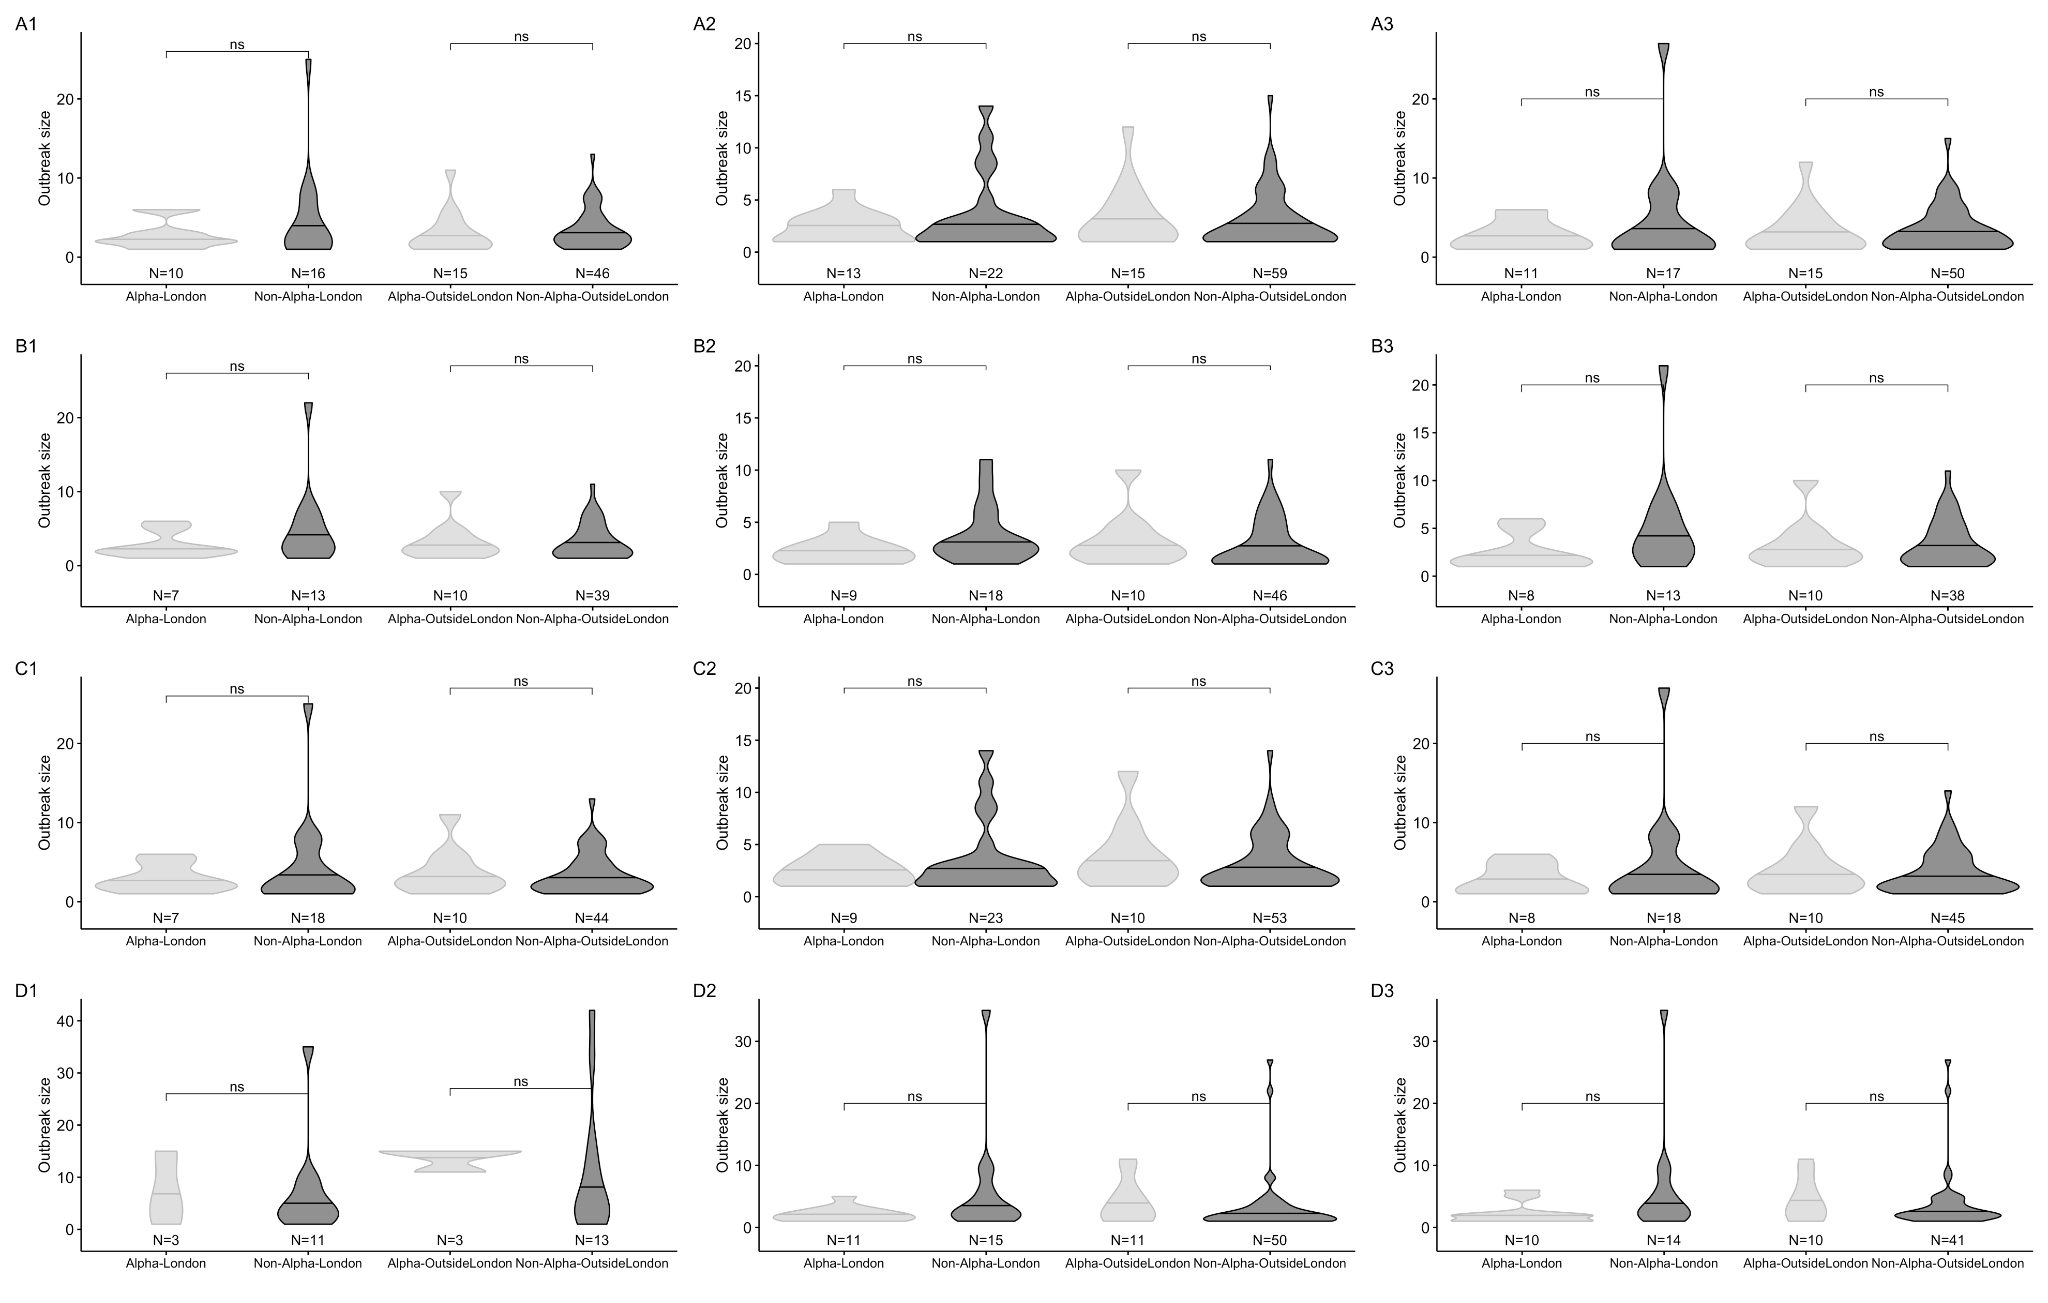 A1
A2
A3
ns
ns
ns
ns
ns
ns
Outbreak size
20
10
0
Outbreak size
20
15
10
5
0
Outbreak size
20
10
0
N=10 N=16 N=15 N=46
N=13 N=22 N=15 N=59
N=11 N=17 N=15 N=50
Alpha-London Non-Alpha-London Alpha-OutsideLondon Non-Alpha-OutsideLondon
Alpha-London Non-Alpha-London Alpha-OutsideLondon Non-Alpha-OutsideLondon
Alpha-London Non-Alpha-London Alpha-OutsideLondon Non-Alpha-OutsideLondon
B1
B2
B3
ns
ns
ns
ns
ns
ns
Outbreak size
20
10
0
Outbreak size
20
15
10
5
0
Outbreak size
20
15
10
5
0
N=7 N=13 N=10 N=39
N=9 N=18 N=10 N=46
N=8 N=13 N=10 N=38
Alpha-London Non-Alpha-London Alpha-OutsideLondon Non-Alpha-OutsideLondon
Alpha-London Non-Alpha-London Alpha-OutsideLondon Non-Alpha-OutsideLondon
Alpha-London Non-Alpha-London Alpha-OutsideLondon Non-Alpha-OutsideLondon
C1
C2
C3
ns
ns
ns
ns
ns
ns
Outbreak size
20
10
0
Outbreak size
20
15
10
5
0
Outbreak size
20
10
0
N=7 N=18 N=10 N=44
N=9 N=23 N=10 N=53
N=8 N=18 N=10 N=45
Alpha-London Non-Alpha-London Alpha-OutsideLondon Non-Alpha-OutsideLondon
Alpha-London Non-Alpha-London Alpha-OutsideLondon Non-Alpha-OutsideLondon
Alpha-London Non-Alpha-London Alpha-OutsideLondon Non-Alpha-OutsideLondon
D1
D2
D3
ns
ns
ns
ns
ns
ns
Outbreak size
40
30
20
10
0
Outbreak size
30
20
10
0
Outbreak size
30
20
10
0
N=3 N=11 N=3 N=13
N=11 N=15 N=11 N=50
N=10 N=14 N=10 N=41
Alpha-London Non-Alpha-London Alpha-OutsideLondon Non-Alpha-OutsideLondon
Alpha-London Non-Alpha-London Alpha-OutsideLondon Non-Alpha-OutsideLondon
Alpha-London Non-Alpha-London Alpha-OutsideLondon Non-Alpha-OutsideLondon